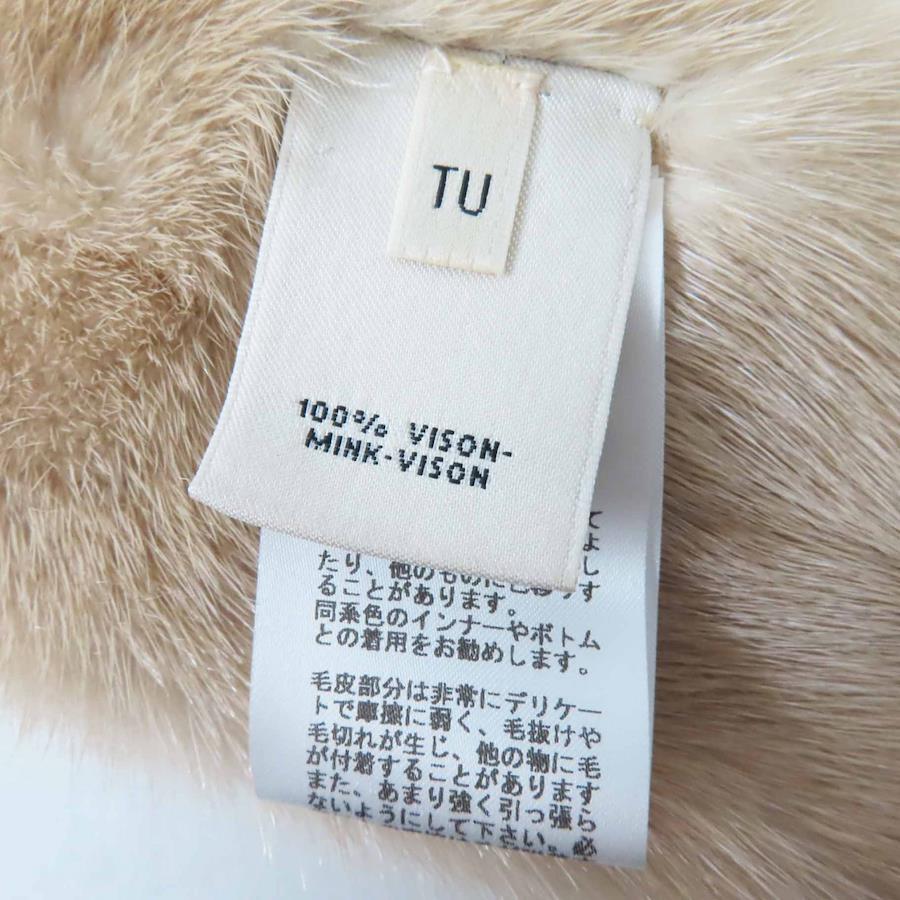 TU
100% VISON-
MINK-VISON
て
よ
たり、他のものに
す
ることがあります。
同系色のインナーやボトム
との着用をお勧めします。
毛皮部分は非常にデリケー
トで摩擦に弱く、毛抜けや
毛切れが生じ、他の物に毛
が付着することがあります
また、あまり強く引っ張ら
ないようにして下さい。